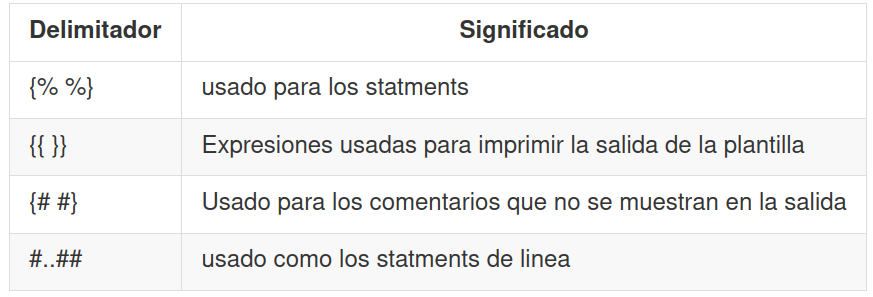 Delimitador Significado
{% %} usado para los statments
{{ }} Expresiones usadas para imprimir la salida de la plantilla
{# #} Usado para los comentarios que no se muestran en la salida
#..## usado como los statments de linea